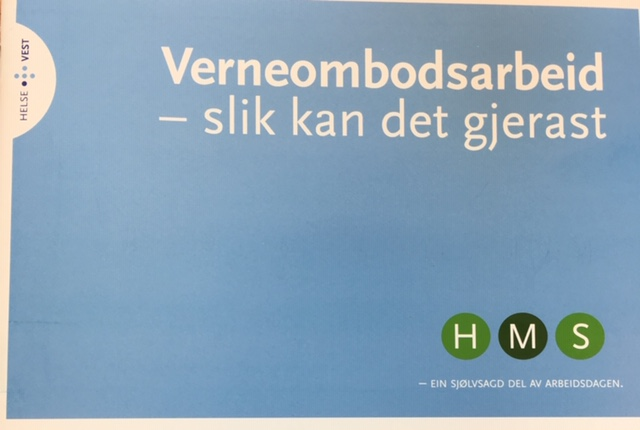 HELSE VEST
Verneombodsarbeid
– slik kan det gjerast
H M S
– EIN SJØLVSAGD DEL AV ARBEIDSDAGEN.